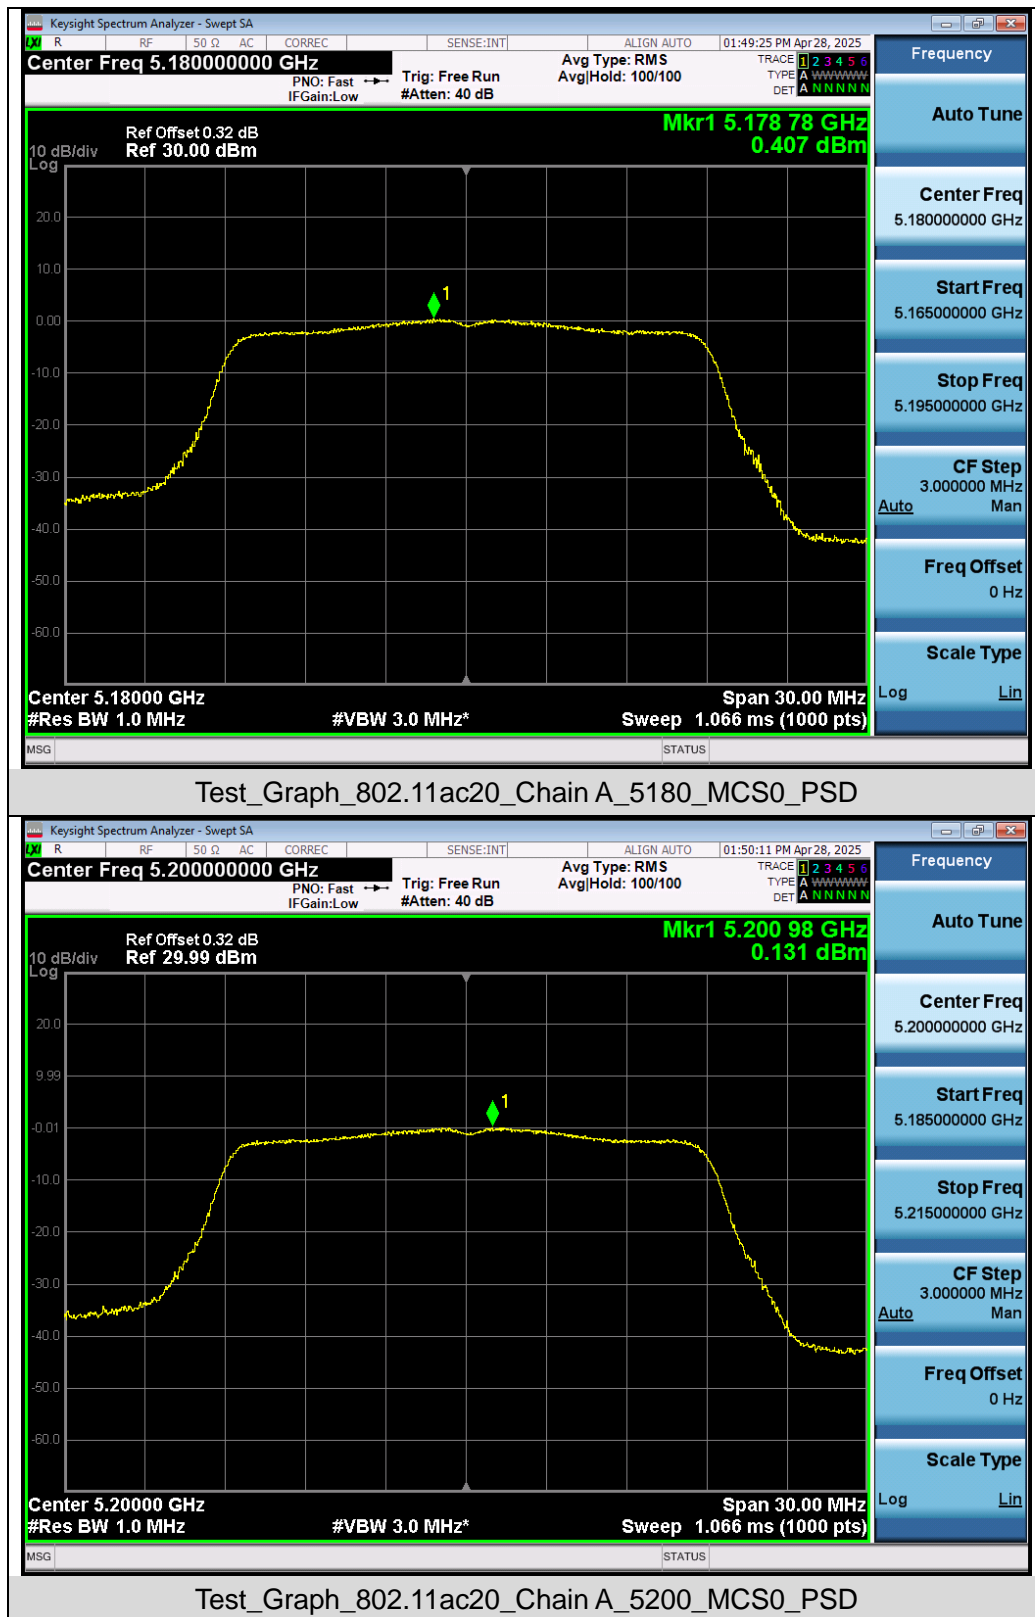 Keysight Spectrum Analyzer - Swept SA
LXI R RF 50 Ω AC CORREC SENSE:INT ALIGN AUTO 01:49:25 PM Apr 28, 2025
Center Freq 5.180000000 GHz
PNO: Fast
IFGain:Low
Trig: Free Run
#Atten: 40 dB
Avg Type: RMS
Avg|Hold: 100/100
TRACE 1 2 3 4 5 6
TYPE A WWWWW
DET A N N N N N
Mkr1 5.178 78 GHz
0.407 dBm
Ref Offset 0.32 dB
10 dB/div Ref 30.00 dBm
Log
20.0
10.0
0.00
-10.0
-20.0
-30.0
-40.0
-50.0
-60.0
1
Center 5.18000 GHz Span 30.00 MHz
#Res BW 1.0 MHz #VBW 3.0 MHz* Sweep 1.066 ms (1000 pts)
MSG STATUS
Frequency
Auto Tune
Center Freq
5.180000000 GHz
Start Freq
5.165000000 GHz
Stop Freq
5.195000000 GHz
CF Step
3.000000 MHz
Auto Man
Freq Offset
0 Hz
Scale Type
Log Lin
Test_Graph_802.11ac20_Chain A_5180_MCS0_PSD
Keysight Spectrum Analyzer - Swept SA
LXI R RF 50 Ω AC CORREC SENSE:INT ALIGN AUTO 01:50:11 PM Apr 28, 2025
Center Freq 5.200000000 GHz
PNO: Fast
IFGain:Low
Trig: Free Run
#Atten: 40 dB
Avg Type: RMS
Avg|Hold: 100/100
TRACE 1 2 3 4 5 6
TYPE A WWWWW
DET A N N N N N
Mkr1 5.200 98 GHz
0.131 dBm
Ref Offset 0.32 dB
10 dB/div Ref 29.99 dBm
Log
20.0
9.99
-0.01
-10.0
-20.0
-30.0
-40.0
-50.0
-60.0
1
Center 5.20000 GHz Span 30.00 MHz
#Res BW 1.0 MHz #VBW 3.0 MHz* Sweep 1.066 ms (1000 pts)
MSG STATUS
Frequency
Auto Tune
Center Freq
5.200000000 GHz
Start Freq
5.185000000 GHz
Stop Freq
5.215000000 GHz
CF Step
3.000000 MHz
Auto Man
Freq Offset
0 Hz
Scale Type
Log Lin
Test_Graph_802.11ac20_Chain A_5200_MCS0_PSD